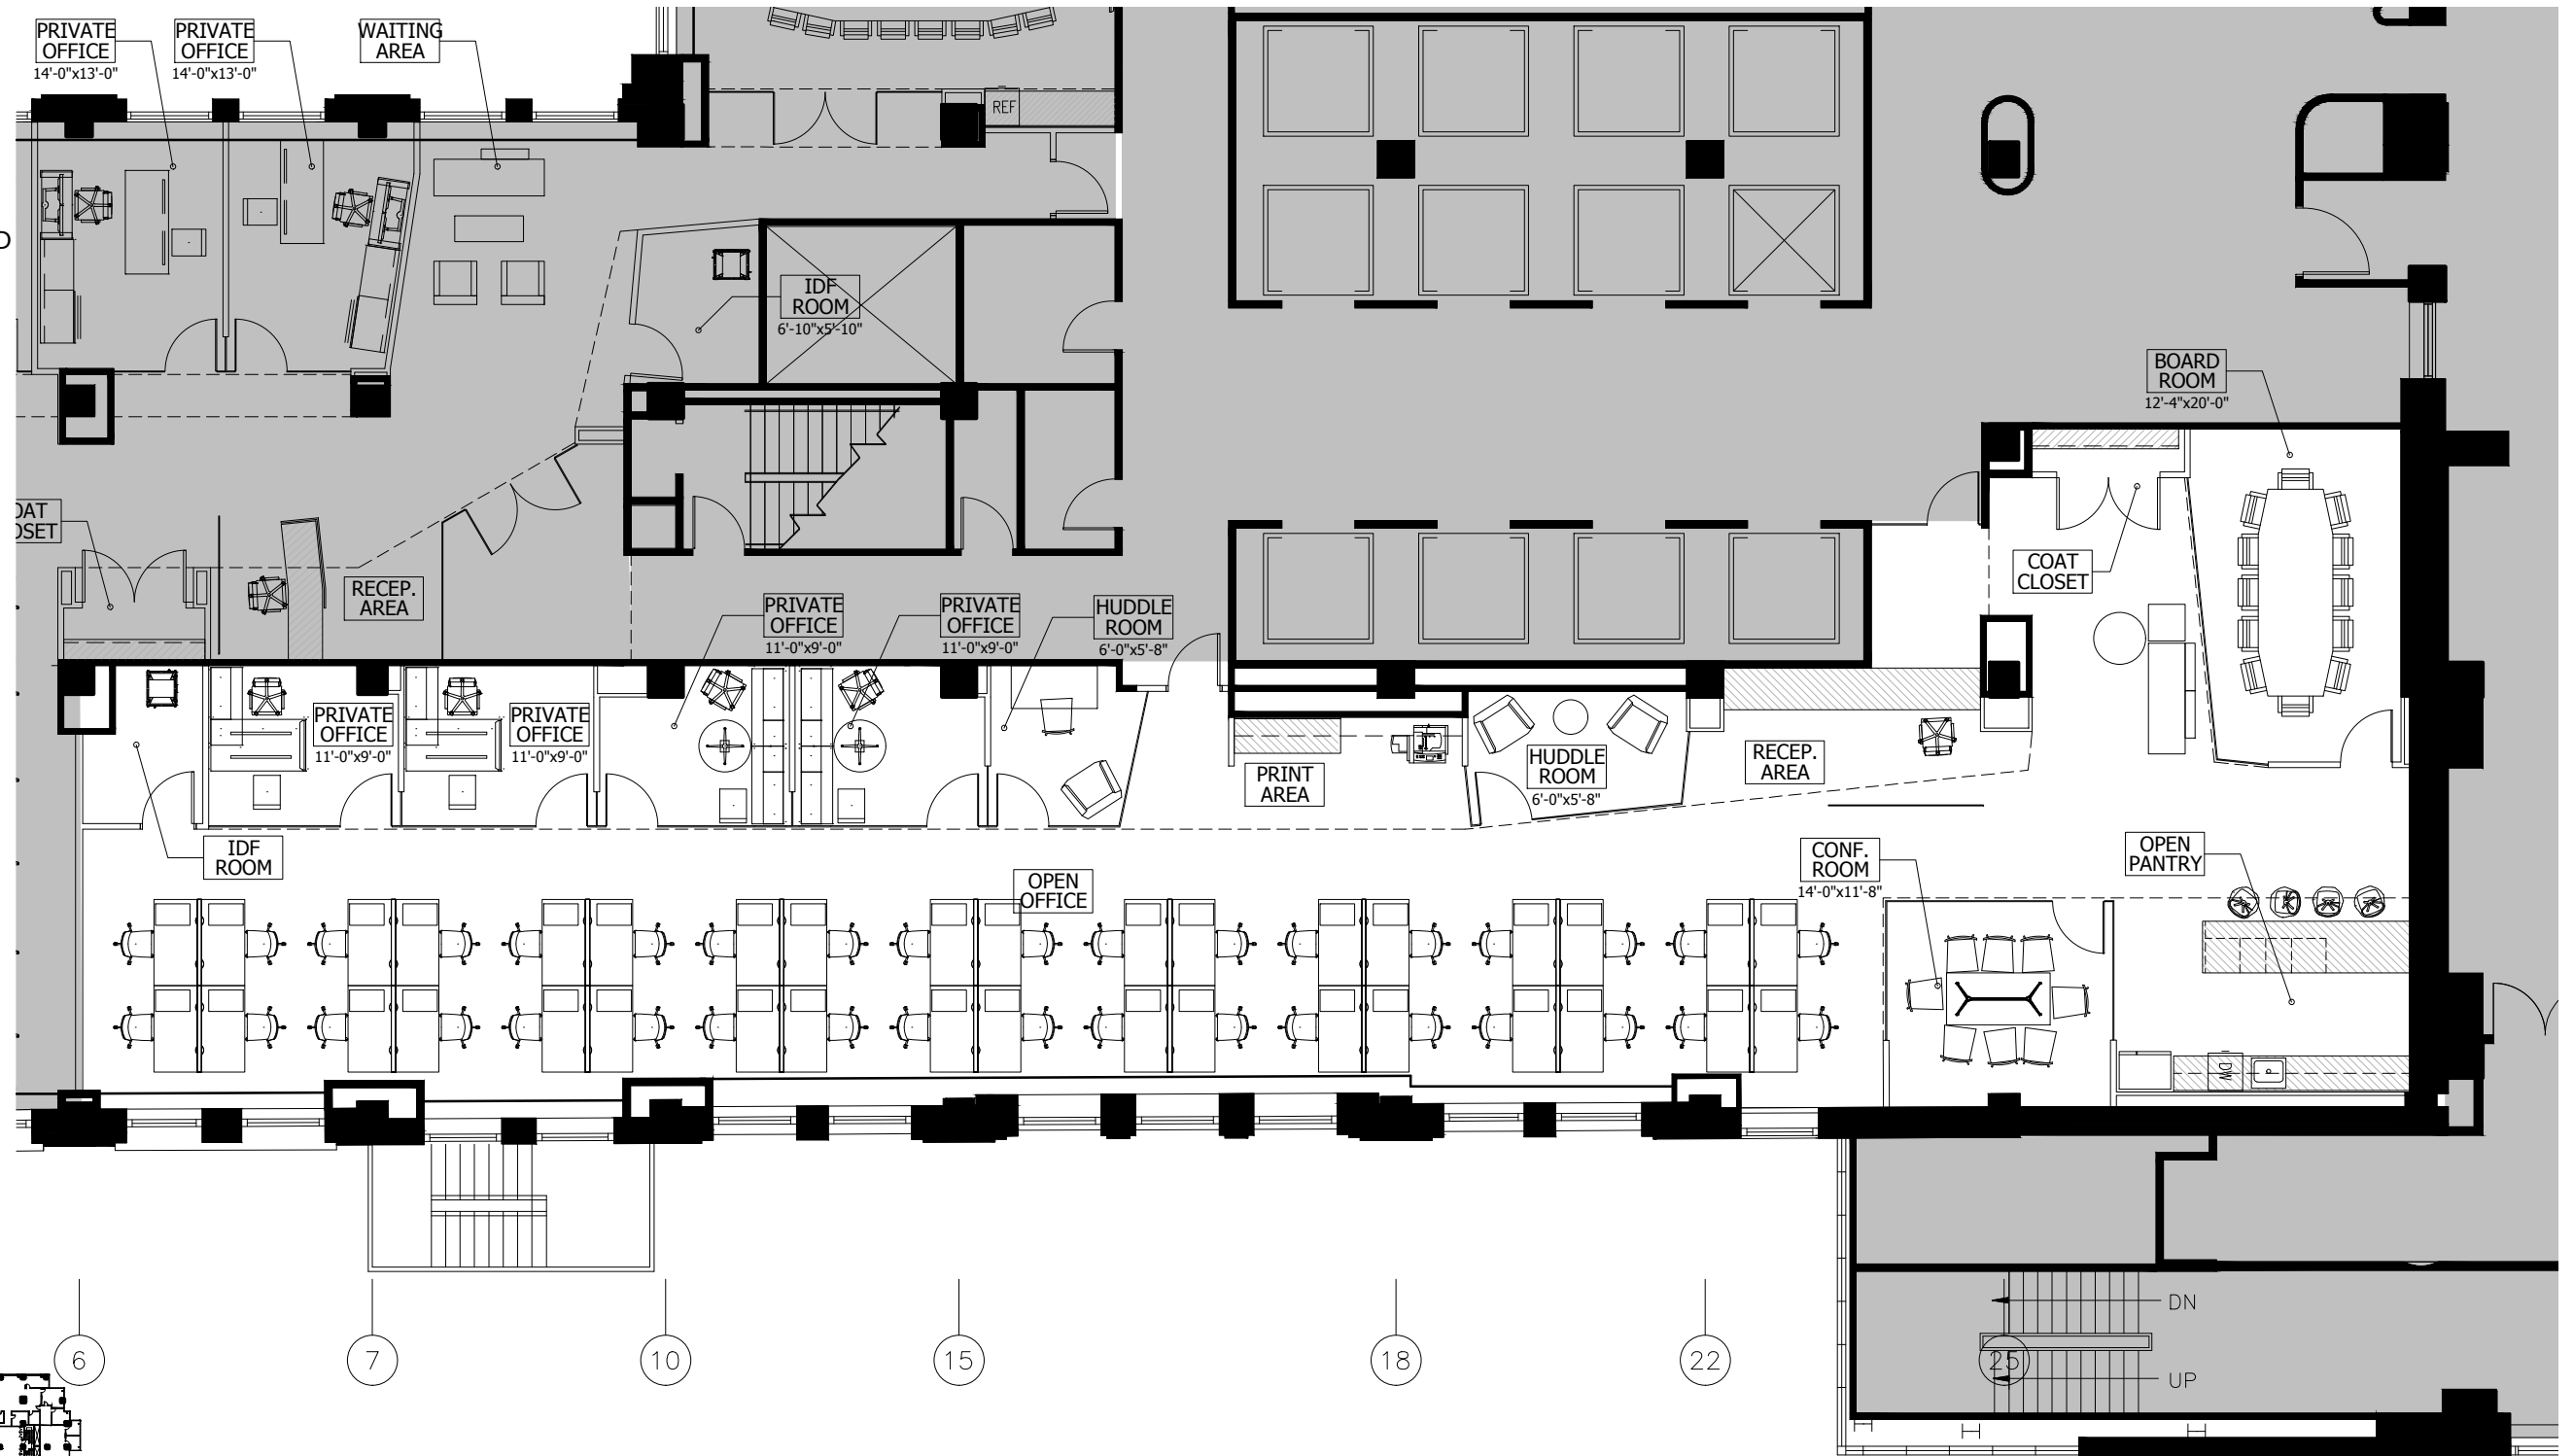 PRIVATE
OFFICE
14'-0"x13'-0"
PRIVATE
OFFICE
14'-0"x13'-0"
WAITING
AREA
REF
D
IDF
ROOM
6'-10"x5'-10"
BOARD
ROOM
12'-4"x20'-0"
OAT
OSET
RECEP.
AREA
COAT
CLOSET
PRIVATE
OFFICE
11'-0"x9'-0"
PRIVATE
OFFICE
11'-0"x9'-0"
HUDDLE
ROOM
6'-0"x5'-8"
PRIVATE
OFFICE
11'-0"x9'-0"
PRIVATE
OFFICE
11'-0"x9'-0"
PRINT
AREA
HUDDLE
ROOM
6'-0"x5'-8"
RECEP.
AREA
IDF
ROOM
OPEN
OFFICE
CONF.
ROOM
14'-0"x11'-8"
OPEN
PANTRY
DW
DN
UP
6
7
10
15
18
22
25